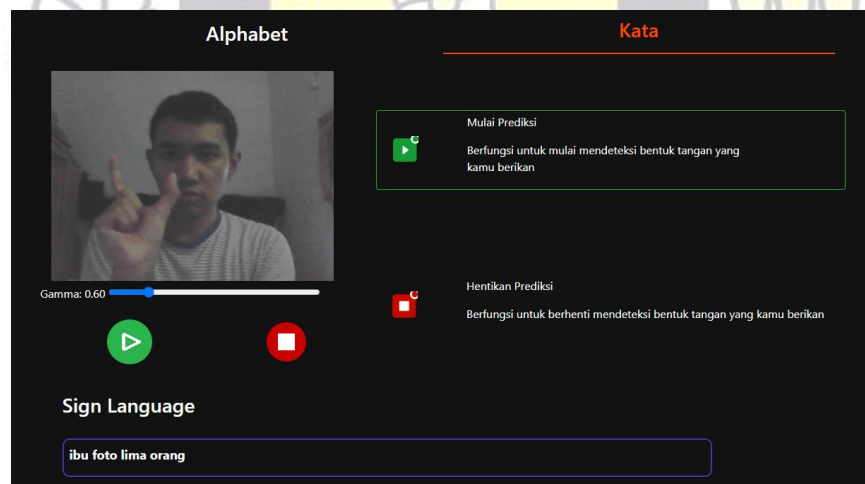 Alphabet
Kata
Mulai Prediksi
Berfungsi untuk mulai mendeteksi bentuk tangan yang
kamu berikan
Gamma: 0.60
Hentikan Prediksi
Berfungsi untuk berhenti mendeteksi bentuk tangan yang kamu berikan
Sign Language
ibu foto lima orang